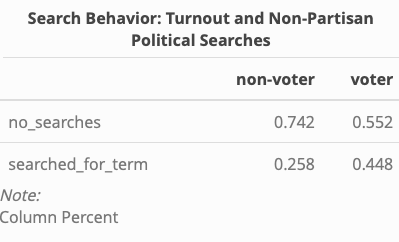 Search Behavior: Turnout and Non-Partisan
Political Searches
non-voter voter
no_searches 0.742 0.552
searched_for_term 0.258 0.448
Note:
Column Percent